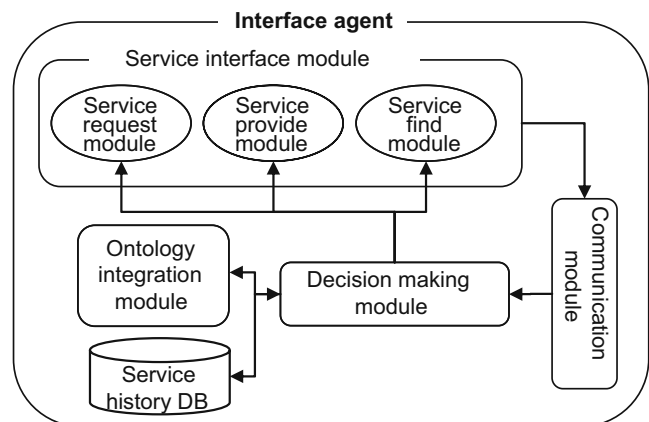 Interface agent
Service interface module
Service
request
module
Service
provide
module
Service
find
module
Ontology
integration
module
Decision making
module
Communication
module
Service
history DB